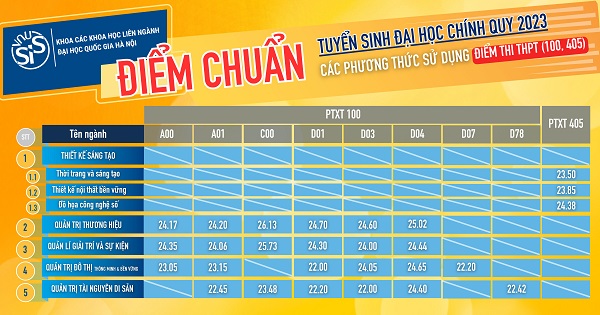 VNU
SIS
KHOA CÁC KHOA HỌC LIÊN NGÀNH
ĐẠI HỌC QUỐC GIA HÀ NỘI
ĐIỂM CHUẨN
TUYỂN SINH ĐẠI HỌC CHÍNH QUY 2023
CÁC PHƯƠNG THỨC SỬ DỤNG ĐIỂM THI THPT (100, 405)
STT Tên ngành PTXT 100 PTXT 405
A00 A01 C00 D01 D03 D04 D07 D78
1 THIẾT KẾ SÁNG TẠO
1.1 Thời trang và sáng tạo 23.50
1.2 Thiết kế nội thất bền vững 23.85
1.3 Đồ họa công nghệ số 24.38
2 QUẢN TRỊ THƯƠNG HIỆU 24.17 24.20 26.13 24.70 24.60 25.02
3 QUẢN LÍ GIẢI TRÍ VÀ SỰ KIỆN 24.35 24.06 25.73 24.30 24.00 24.44
4 QUẢN TRỊ ĐÔ THỊ THÔNG MINH & BỀN VỮNG 23.05 23.15 22.00 24.05 24.65 22.20
5 QUẢN TRỊ TÀI NGUYÊN DI SẢN 22.45 23.48 22.20 22.00 24.40 22.42